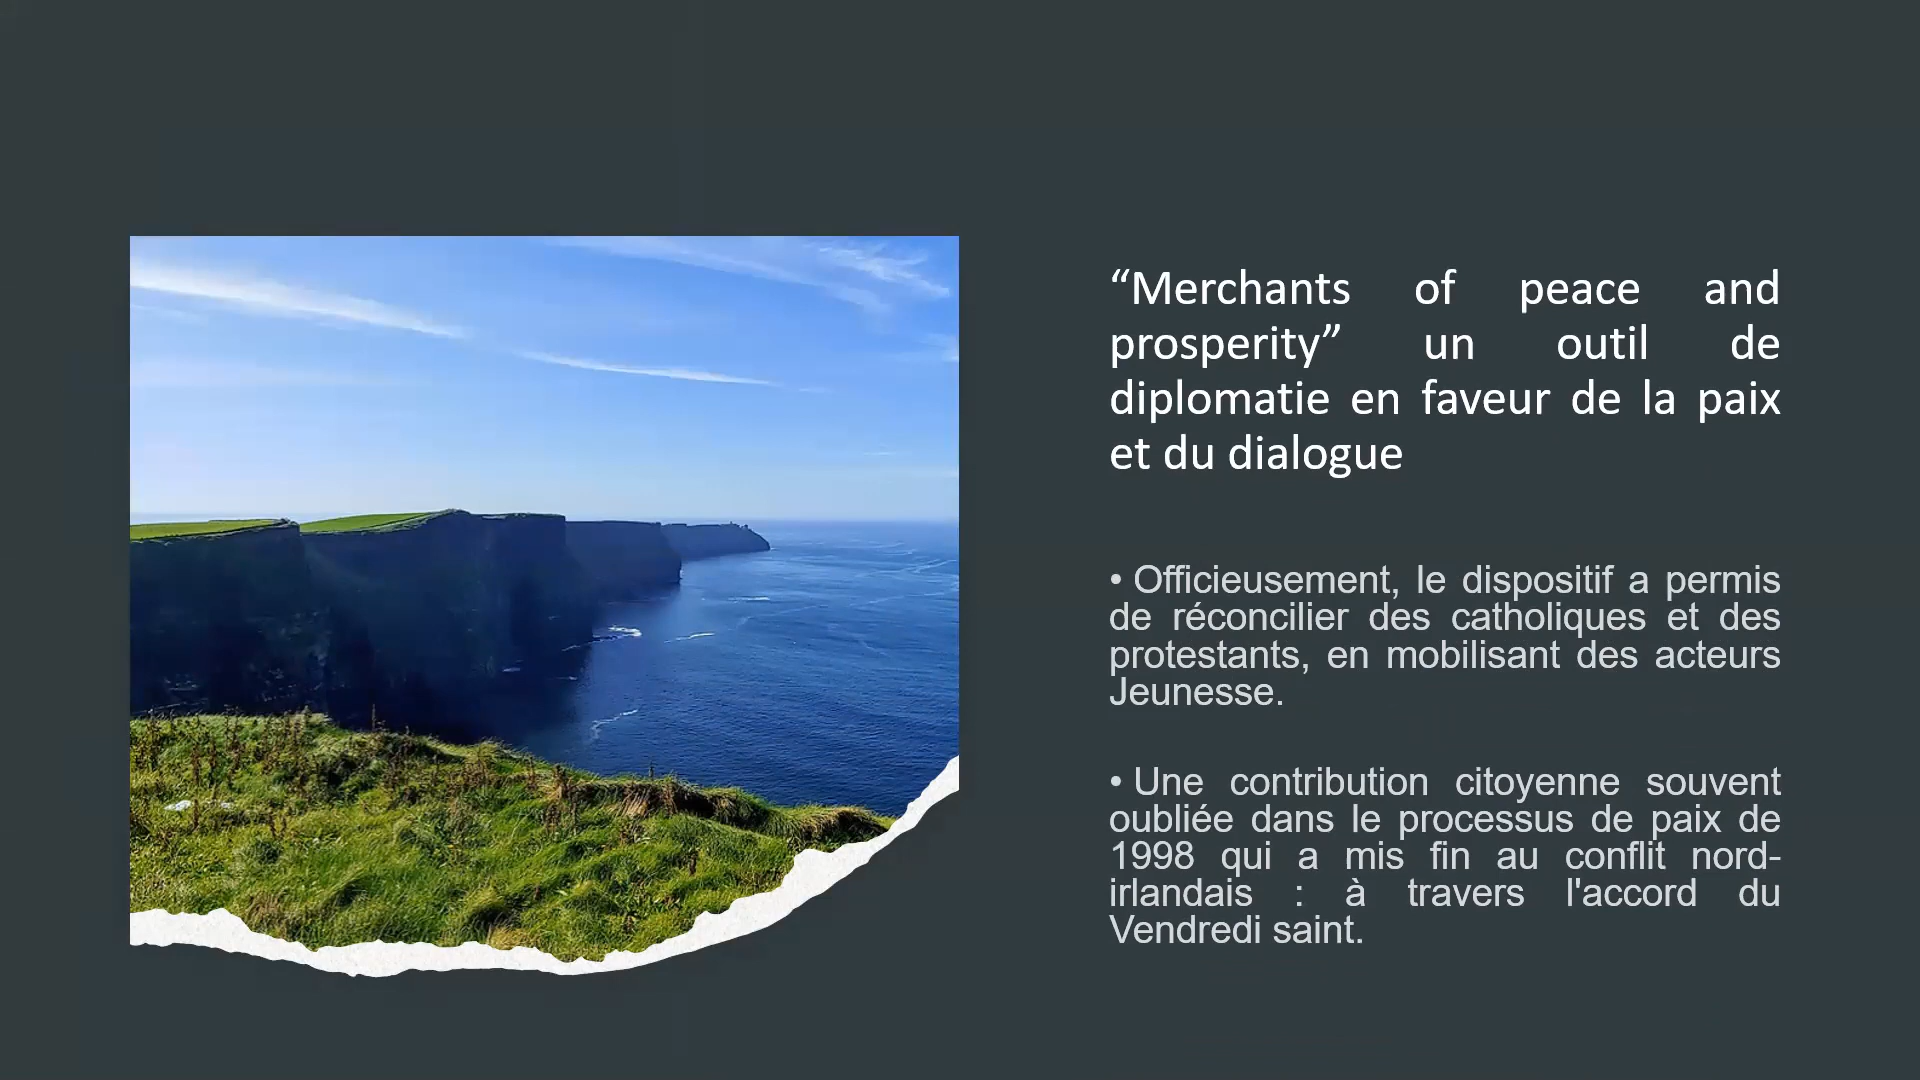 “Merchants of peace and
prosperity” un outil de
diplomatie en faveur de la paix
et du dialogue
• Officieusement, le dispositif a permis
de réconcilier des catholiques et des
protestants, en mobilisant des acteurs
Jeunesse.
• Une contribution citoyenne souvent
oubliée dans le processus de paix de
1998 qui a mis fin au conflit nord-
irlandais : à travers l'accord du
Vendredi saint.